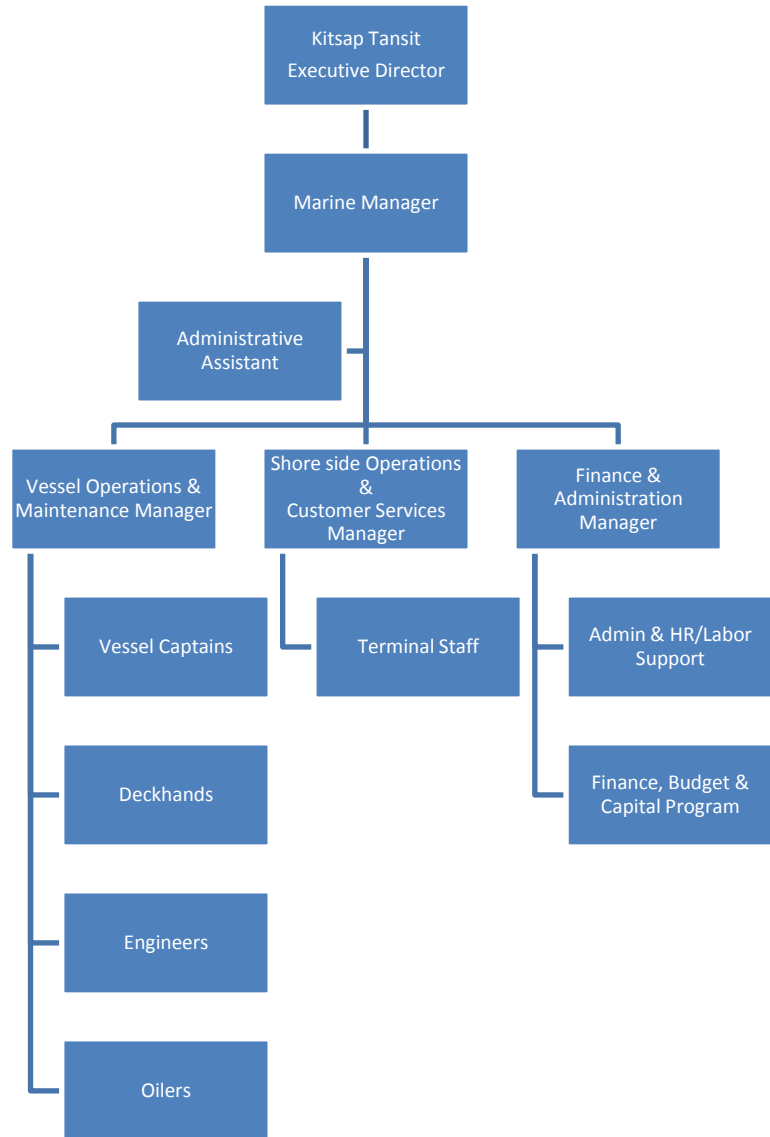 Kitsap Tansit
Executive Director
Marine Manager
Administrative
Assistant
Vessel Operations &
Maintenance Manager
Shore side Operations
&
Customer Services
Manager
Finance &
Administration
Manager
Vessel Captains
Terminal Staff
Admin & HR/Labor
Support
Deckhands
Finance, Budget &
Capital Program
Engineers
Oilers